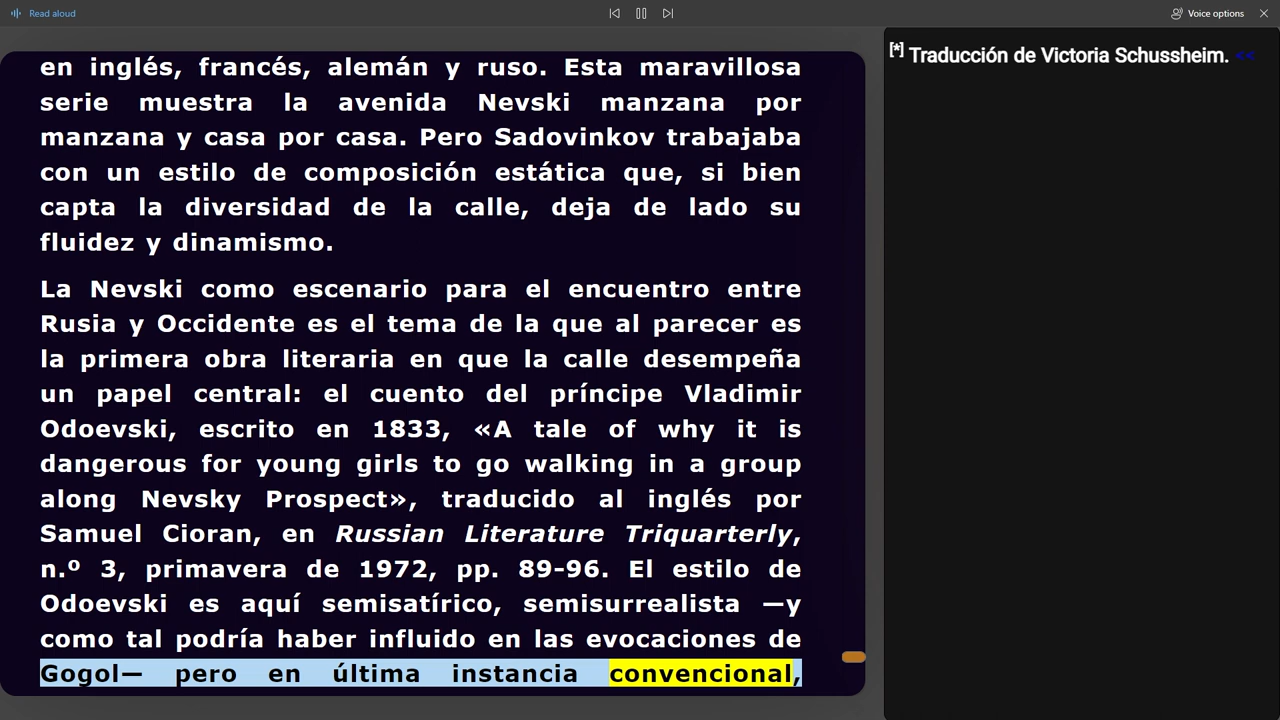 Read aloud
Voice options
en inglés, francés, alemán y ruso. Esta maravillosa
serie muestra la avenida Nevski manzana por
manzana y casa por casa. Pero Sadovinkov trabajaba
con un estilo de composición estática que, si bien
capta la diversidad de la calle, deja de lado su
fluidez y dinamismo.
La Nevski como escenario para el encuentro entre
Rusia y Occidente es el tema de la que al parecer es
la primera obra literaria en que la calle desempeña
un papel central: el cuento del príncipe Vladimir
Odoevski, escrito en 1833, «A tale of why it is
dangerous for young girls to go walking in a group
along Nevsky Prospect», traducido al inglés por
Samuel Cioran, en Russian Literature Triquarterly,
n.º 3, primavera de 1972, pp. 89-96. El estilo de
Odoevski es aquí semisatírico, semisurrealista —y
como tal podría haber influido en las evocaciones de
Gogol— pero en última instancia convencional,
[*] Traducción de Victoria Schussheim. <<